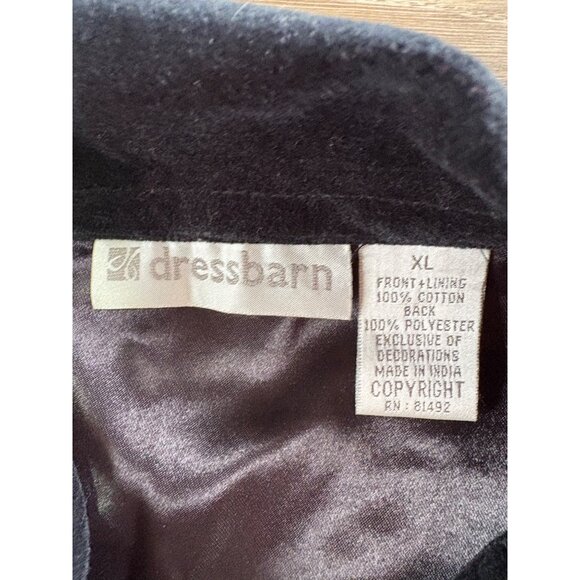 dressbarn
XL
FRONT+LINING
100% COTTON
BACK
100% POLYESTER
EXCLUSIVE OF
DECORATIONS
MADE IN INDIA
COPYRIGHT
RN : 81492